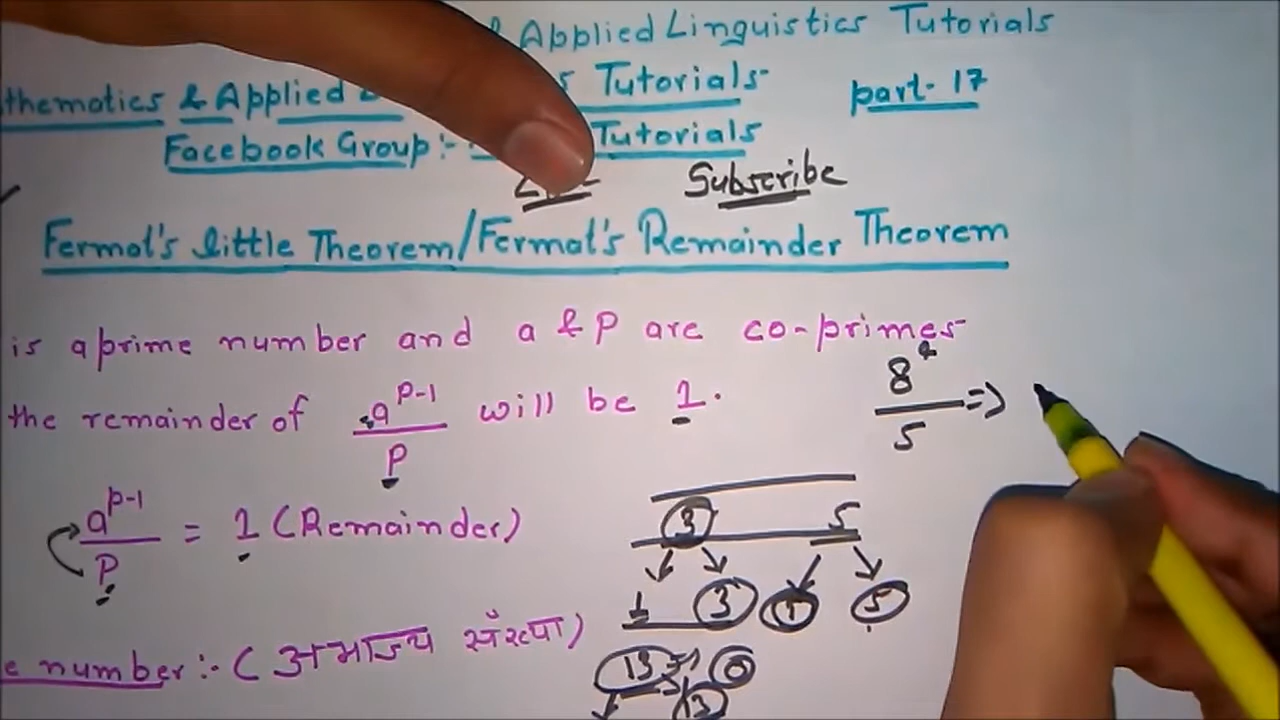 & Applied Linguistics Tutorials
thematics & Applied Tutorials
part- 17
Facebook Group:- Tutorials
Subscribe
Fermat's little Theorem/Fermat's Remainder Theorem
is a prime number and a & P are co-primes
the remainder of a^(P-1)/P will be 1.
8^4/5 =>
a^(P-1)/P = 1 (Remainder)
3 5
1 3 1 5
e number:- (अभाज्य संख्या)
13
3